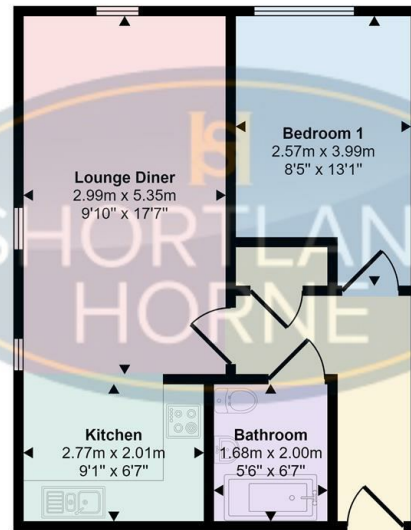 Lounge Diner
2.99m x 5.35m
9'10" x 17'7"
Bedroom 1
2.57m x 3.99m
8'5" x 13'1"
SHORTLAN
HORNE
Kitchen
2.77m x 2.01m
9'1" x 6'7"
Bathroom
1.68m x 2.00m
5'6" x 6'7"